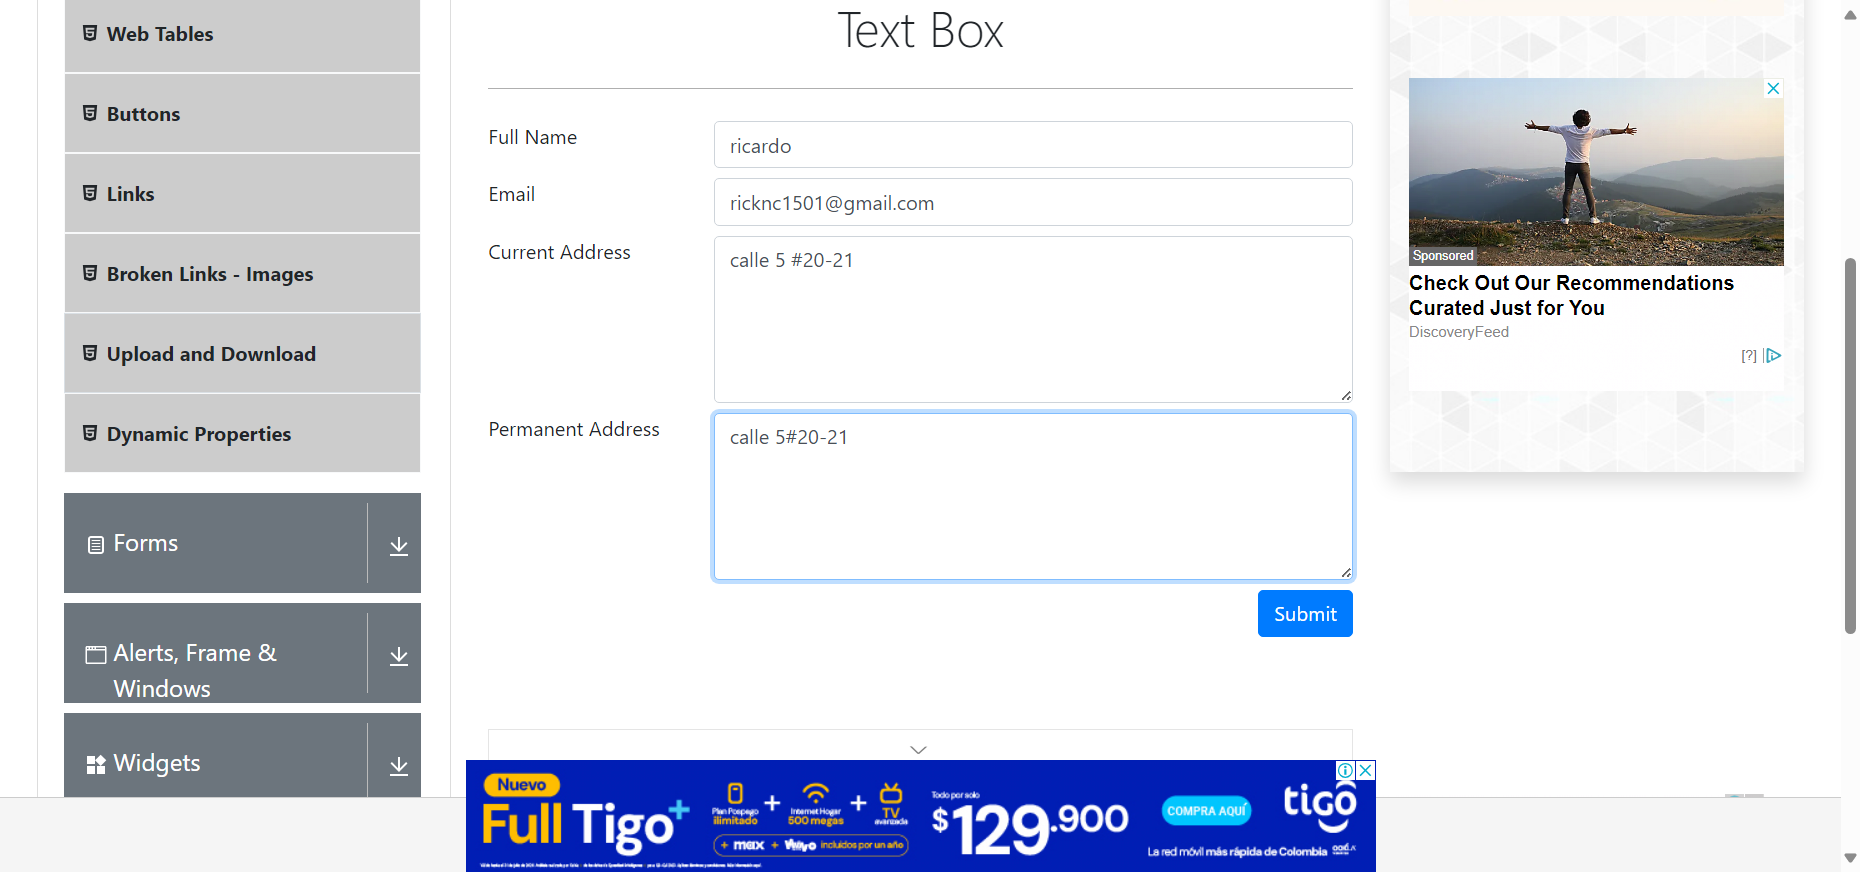 Web Tables
Buttons
Links
Broken Links - Images
Upload and Download
Dynamic Properties
Forms
Alerts, Frame &
Windows
Widgets
Text Box
Full Name
ricardo
Email
ricknc1501@gmail.com
Current Address
calle 5 #20-21
Permanent Address
calle 5#20-21
Submit
Sponsored
Check Out Our Recommendations
Curated Just for You
DiscoveryFeed
[?]
Nuevo
Full Tigo+
Plan Pospago
ilimitado
+
Internet Hogar
500 megas
+
TV
avanzada
+ max + incluidos por un año
Todo por solo
$129.900
COMPRA AQUÍ
tigo
La red móvil más rápida de Colombia